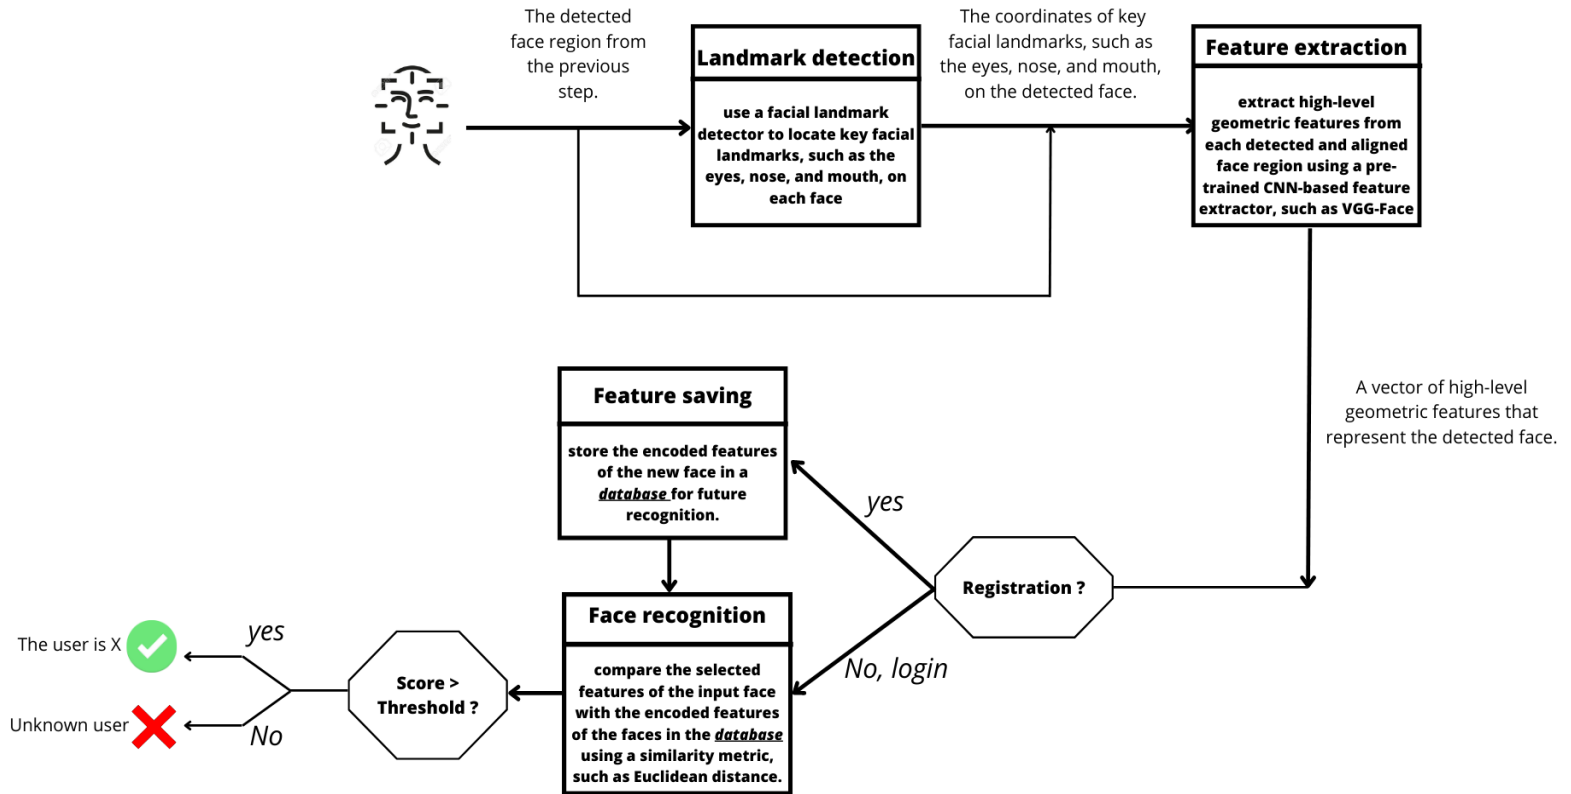 The detected
face region from
the previous
step.
Landmark detection
use a facial landmark
detector to locate key facial
landmarks, such as the
eyes, nose, and mouth, on
each face
The coordinates of key
facial landmarks, such as
the eyes, nose, and mouth,
on the detected face.
Feature extraction
extract high-level
geometric features from
each detected and aligned
face region using a pre-
trained CNN-based feature
extractor, such as VGG-Face
A vector of high-level
geometric features that
represent the detected face.
Registration ?
yes
No, login
Feature saving
store the encoded features
of the new face in a
database for future
recognition.
Face recognition
compare the selected
features of the input face
with the encoded features
of the faces in the database
using a similarity metric,
such as Euclidean distance.
Score >
Threshold ?
yes
The user is X
No
Unknown user